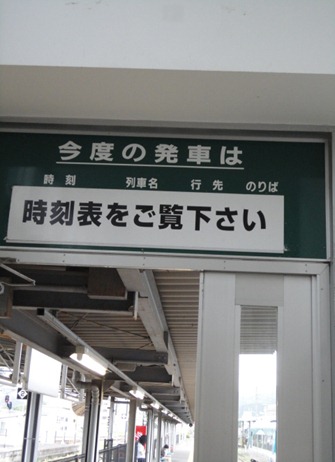 今度の発車は
時刻 列車名 行先 のりば
時刻表をご覧下さい